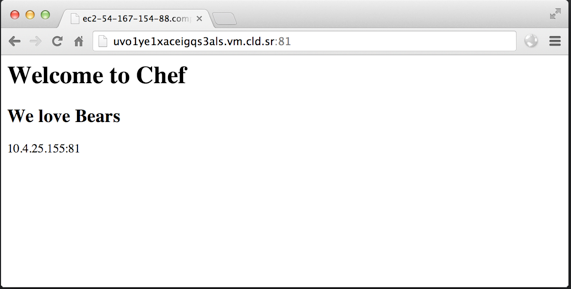 ec2-54-167-154-88.com
uvo1ye1xaceigqs3als.vm.cld.sr:81
Welcome to Chef
We love Bears
10.4.25.155:81